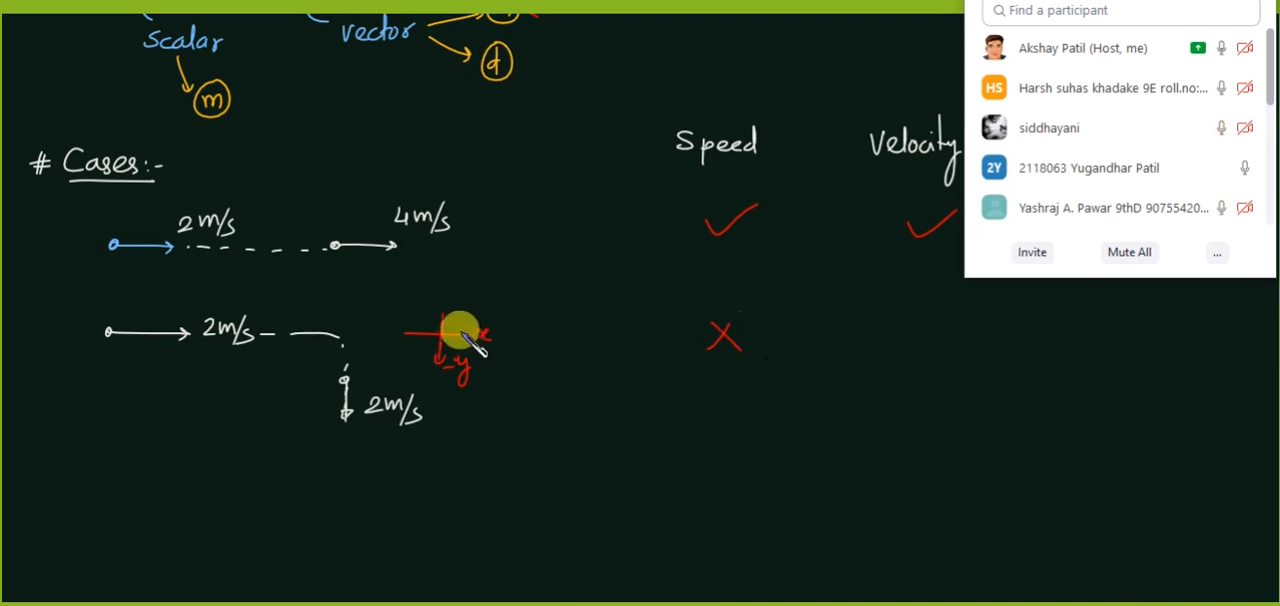 scalar
vector
d
m
# Cases:-
Speed
Velocity
2m/s
4m/s
2m/s
x
-y
2m/s
Find a participant
Akshay Patil (Host, me)
HS
Harsh suhas khadake 9E roll.no:...
siddhayani
2Y
2118063 Yugandhar Patil
Yashraj A. Pawar 9thD 90755420...
Invite
Mute All
...